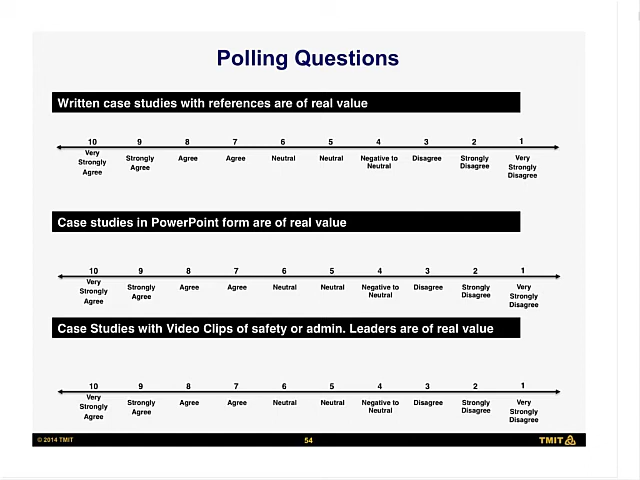 Polling Questions
Written case studies with references are of real value
10 9 8 7 6 5 4 3 2 1
Very Strongly Agree Strongly Agree Agree Agree Neutral Neutral Negative to Neutral Disagree Strongly Disagree Very Strongly Disagree
Case studies in PowerPoint form are of real value
10 9 8 7 6 5 4 3 2 1
Very Strongly Agree Strongly Agree Agree Agree Neutral Neutral Negative to Neutral Disagree Strongly Disagree Very Strongly Disagree
Case Studies with Video Clips of safety or admin. Leaders are of real value
10 9 8 7 6 5 4 3 2 1
Very Strongly Agree Strongly Agree Agree Agree Neutral Neutral Negative to Neutral Disagree Strongly Disagree Very Strongly Disagree
© 2014 TMIT 54 TMIT